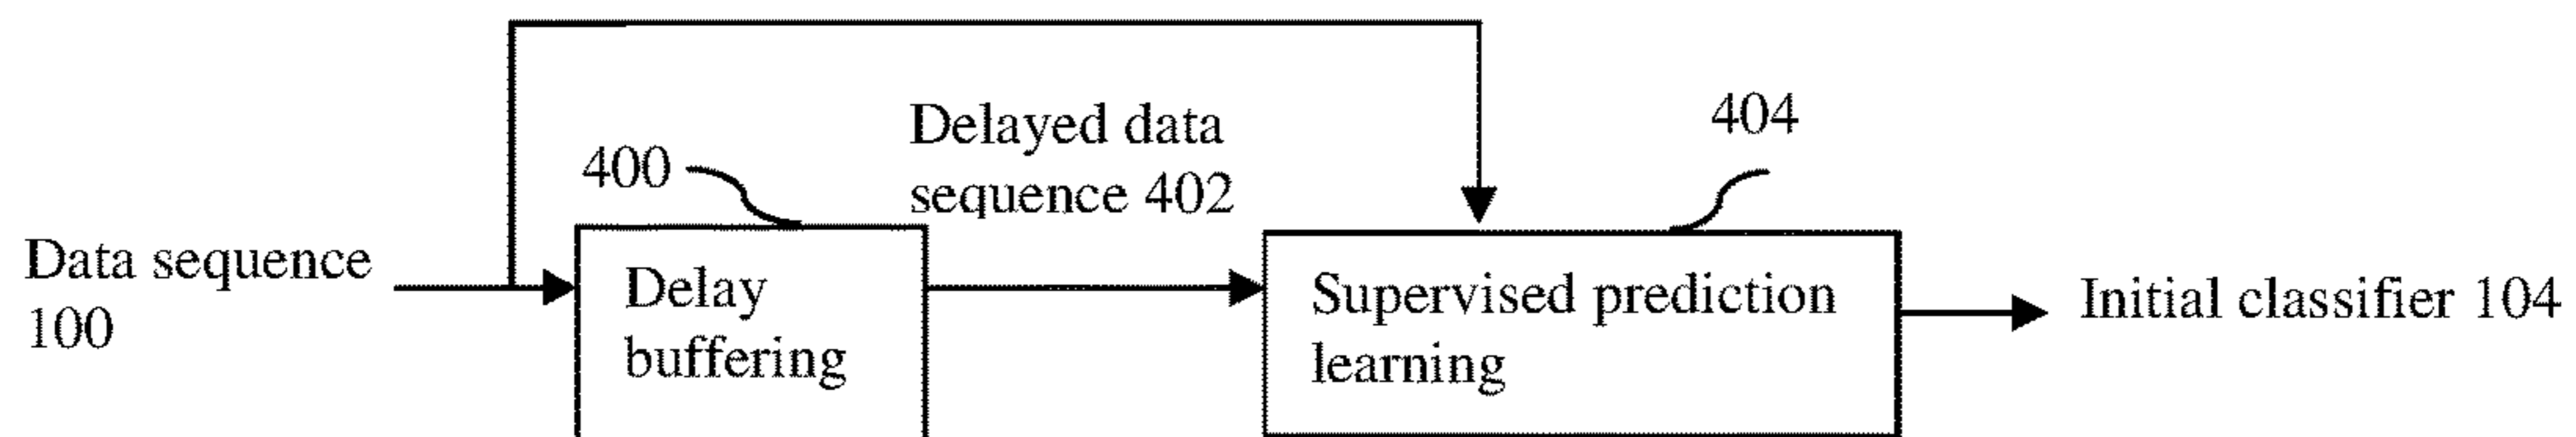 Data sequence
100
400
Delay
buffering
Delayed data
sequence 402
404
Supervised prediction
learning
Initial classifier 104